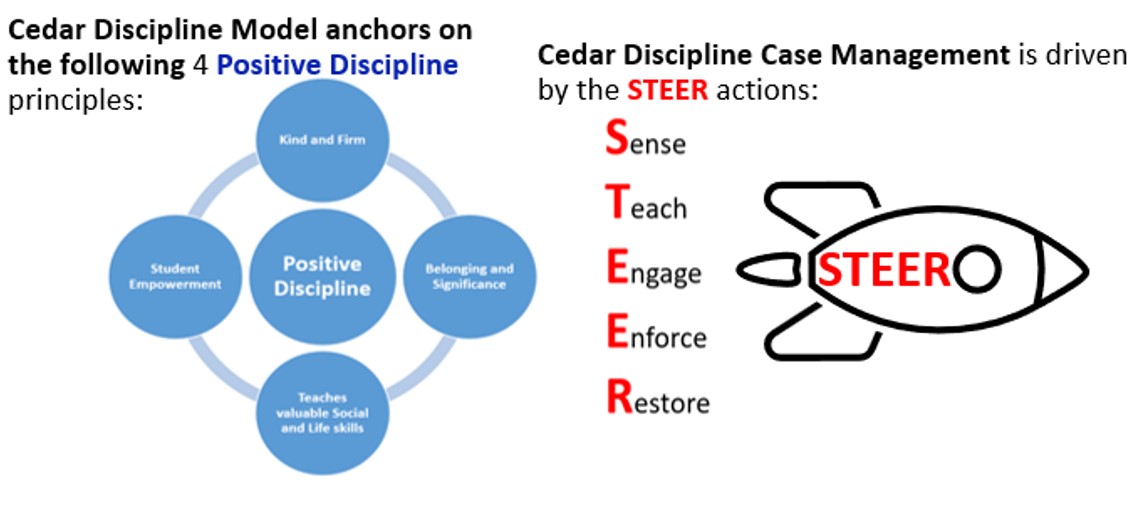 Cedar Discipline Model anchors on
the following 4 Positive Discipline
principles:
Kind and Firm
Student
Empowerment
Positive
Discipline
Belonging and
Significance
Teaches
valuable Social
and Life skills
Cedar Discipline Case Management is driven
by the STEER actions:
Sense
Teach
Engage
Enforce
Restore
STEER